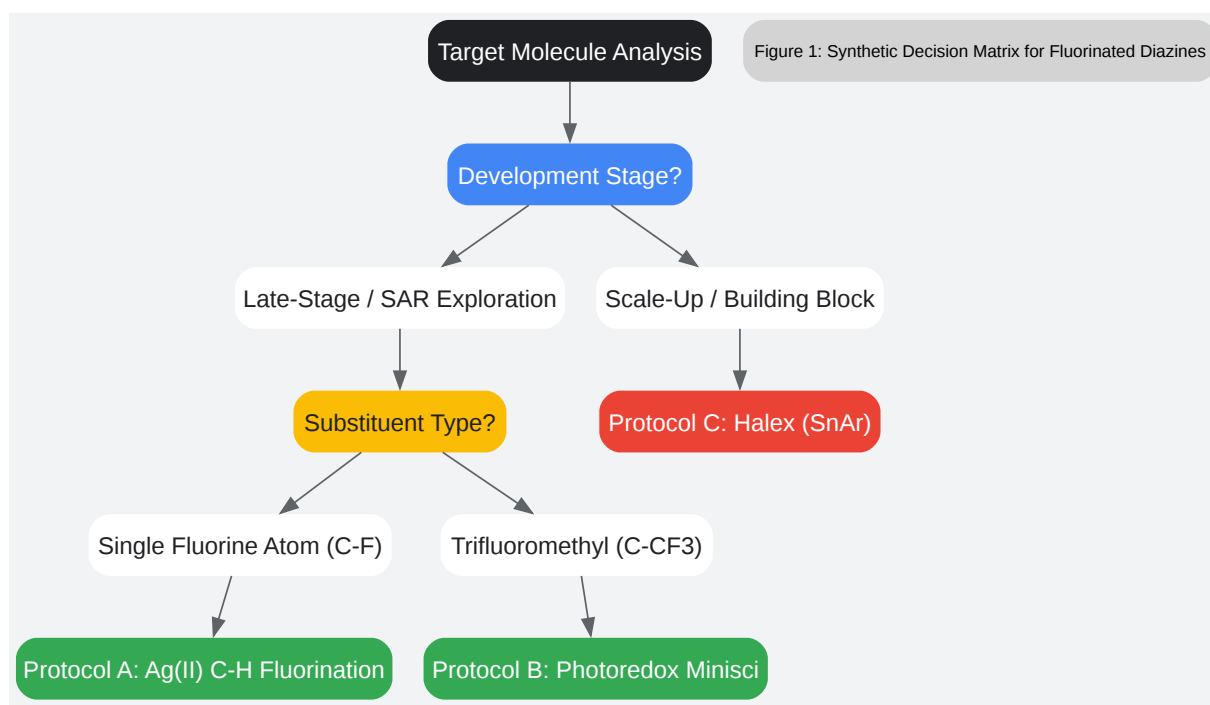 Target Molecule Analysis
Figure 1: Synthetic Decision Matrix for Fluorinated Diazines
Development Stage?
Late-Stage / SAR Exploration
Scale-Up / Building Block
Substituent Type?
Protocol C: Halex (SnAr)
Single Fluorine Atom (C-F)
Trifluoromethyl (C-CF3)
Protocol A: Ag(II) C-H Fluorination
Protocol B: Photoredox Minisci